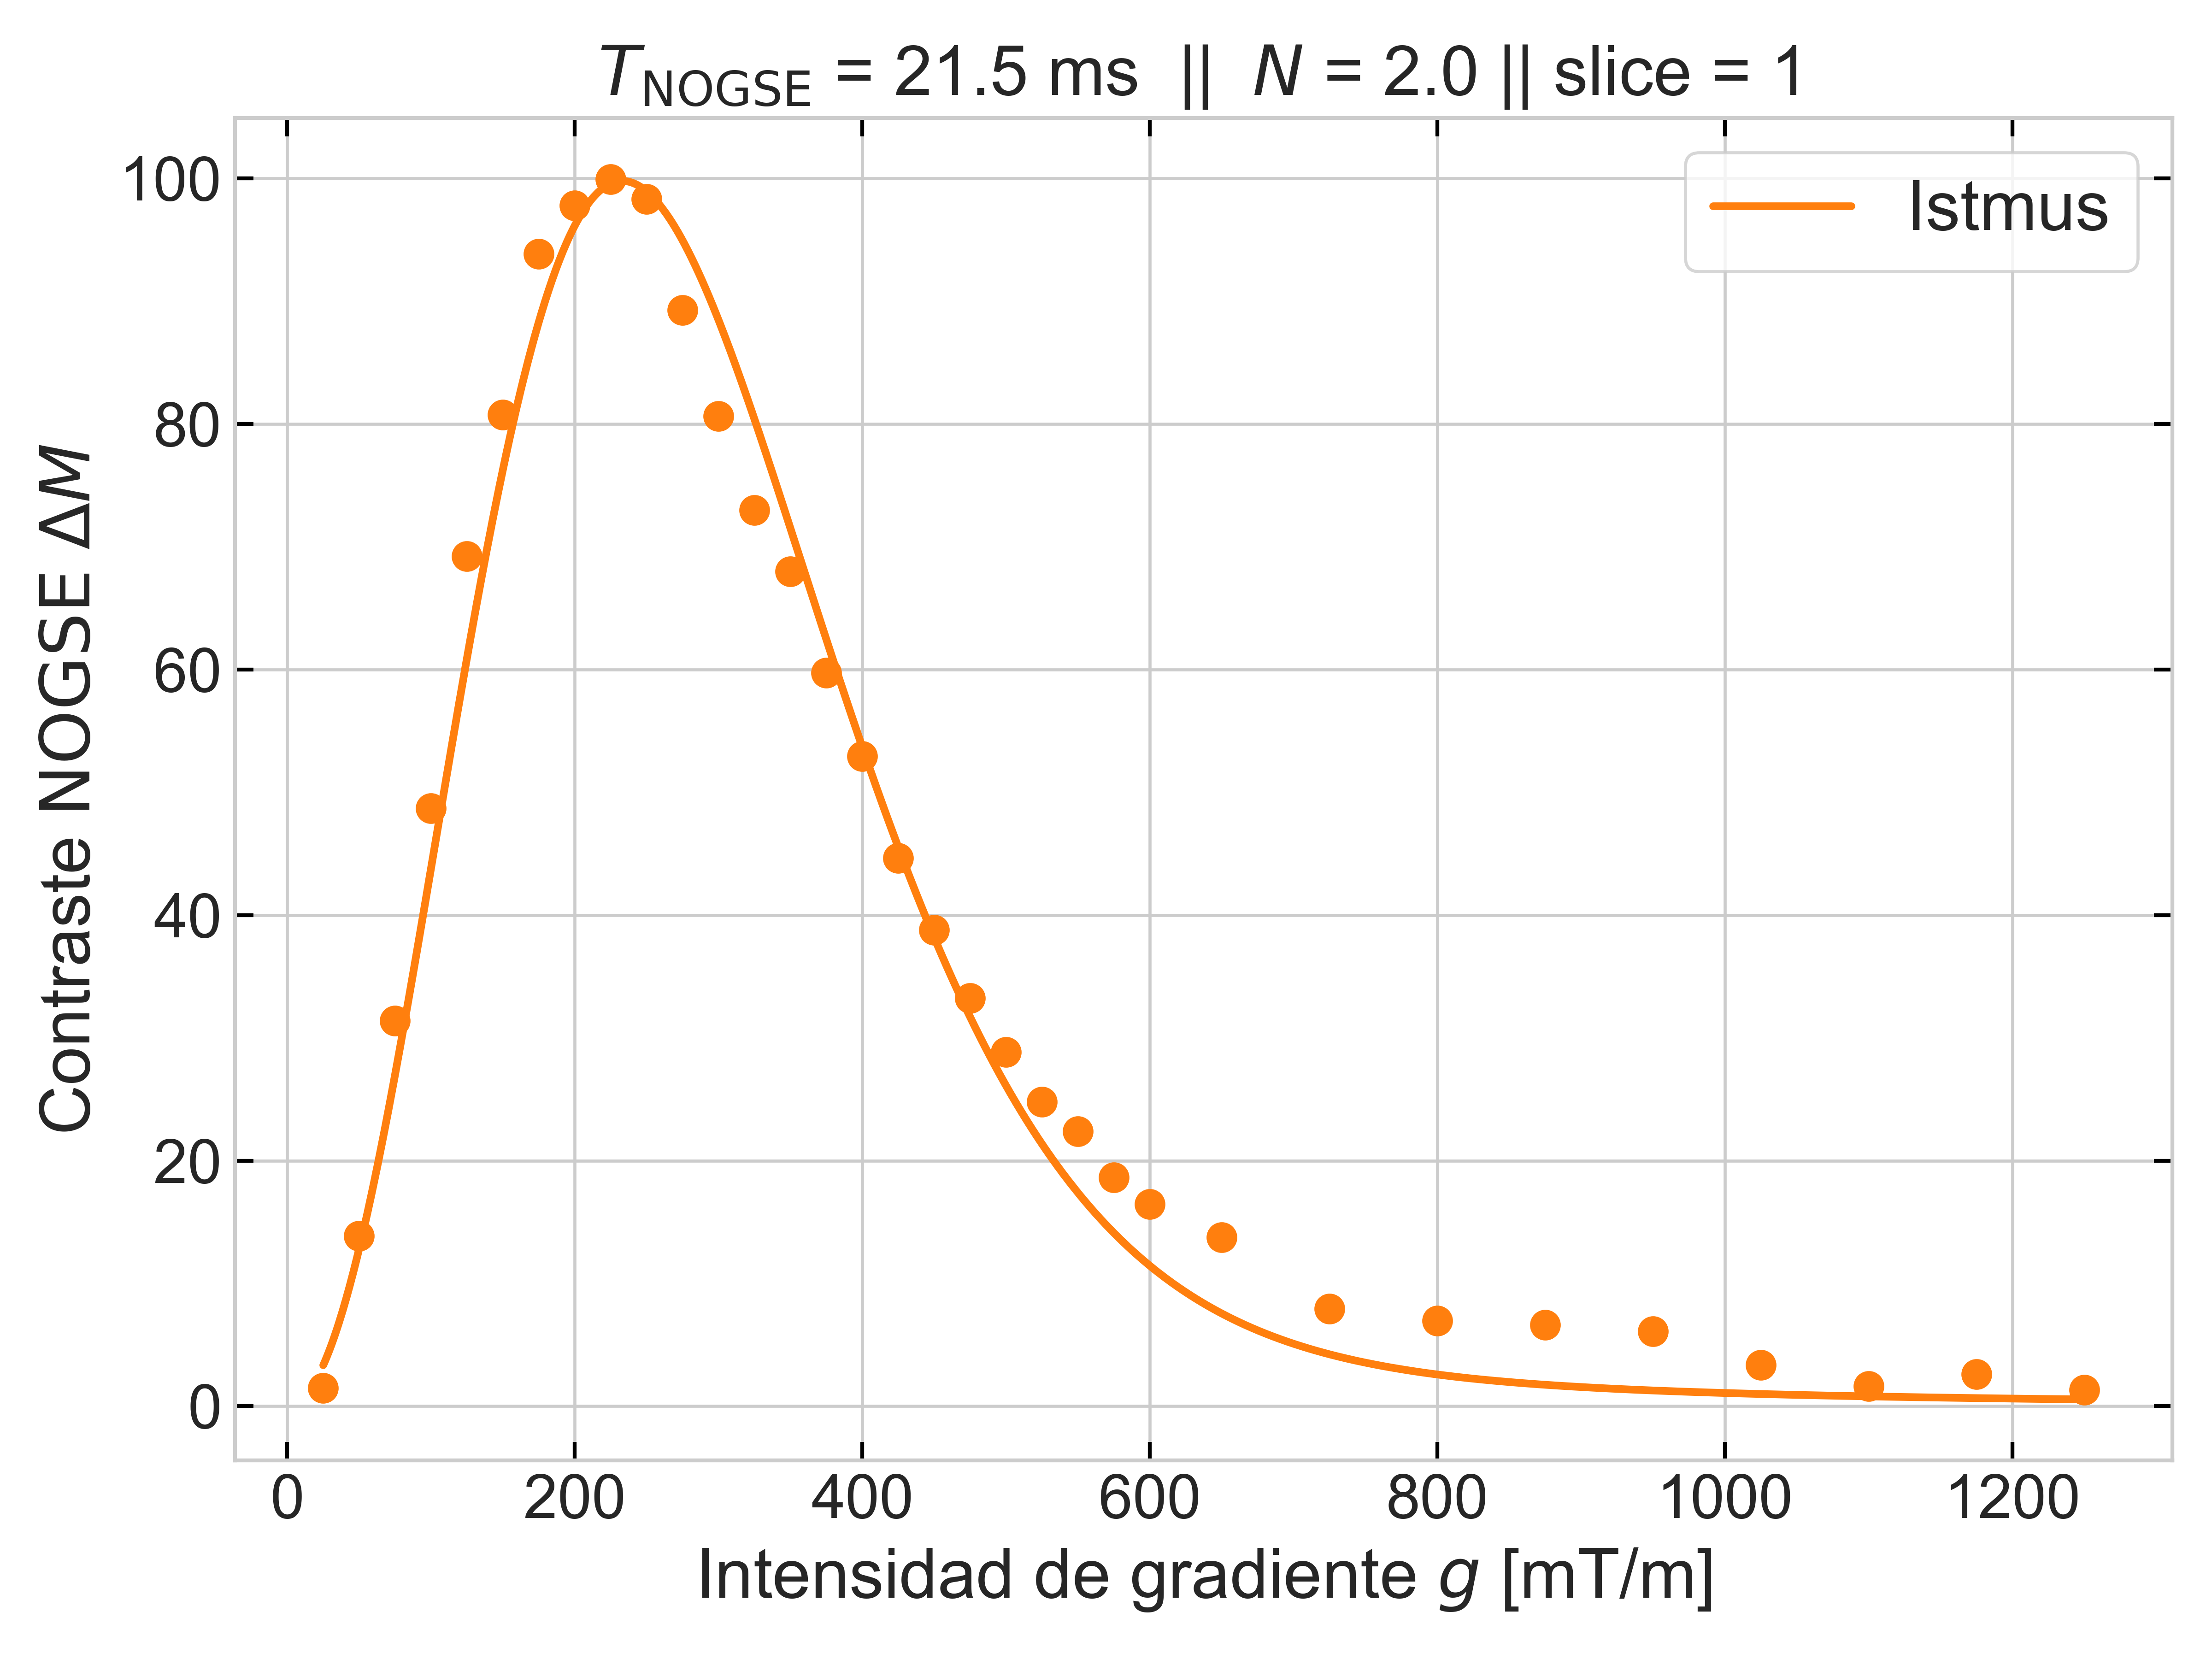 T_NOGSE = 21.5 ms || N = 2.0 || slice = 1
Istmus
Contraste NOGSE ΔM
100
80
60
40
20
0
0 200 400 600 800 1000 1200
Intensidad de gradiente g [mT/m]